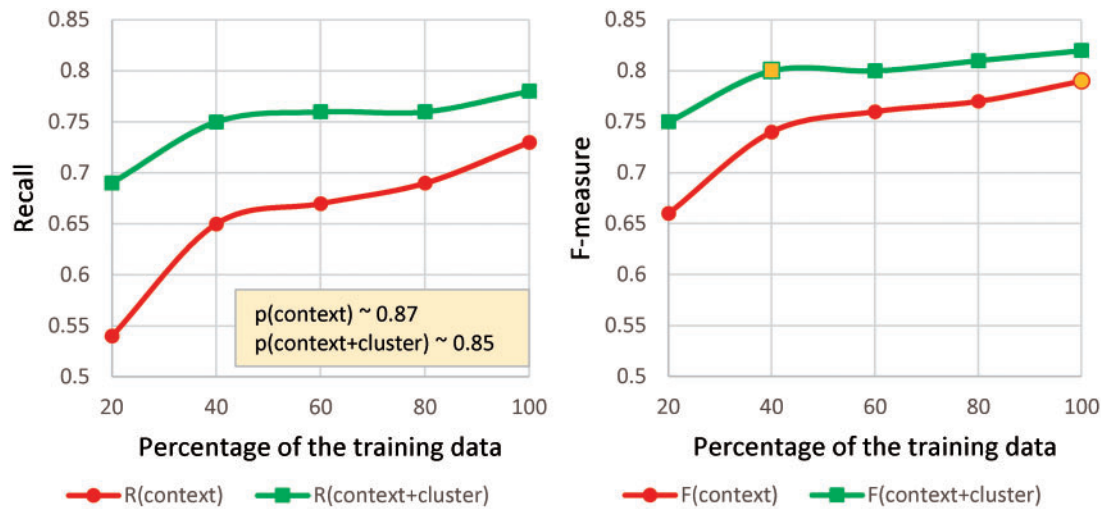 0.85
0.8
0.75
0.7
0.65
0.6
0.55
0.5
Recall
20 40 60 80 100
Percentage of the training data
p(context) ~ 0.87
p(context+cluster) ~ 0.85
R(context) R(context+cluster)
0.85
0.8
0.75
0.7
0.65
0.6
0.55
0.5
F-measure
20 40 60 80 100
Percentage of the training data
F(context) F(context+cluster)